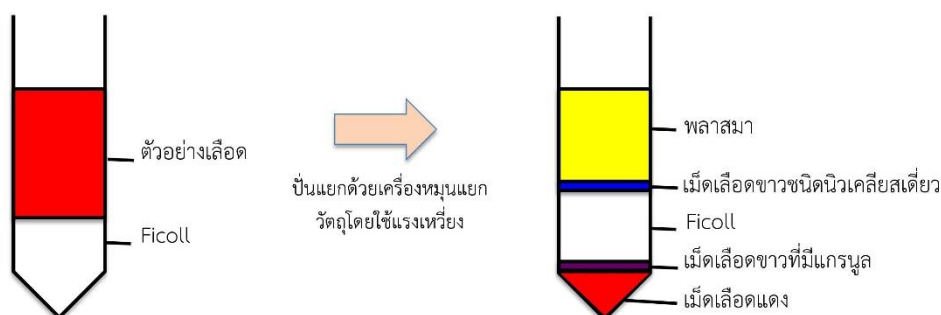 ตัวอย่างเลือด
Ficoll
ปั่นแยกด้วยเครื่องหมุนแยก
วัตถุโดยใช้แรงเหวี่ยง
พลาสมา
เม็ดเลือดขาวชนิดนิวเคลียสเดี่ยว
Ficoll
เม็ดเลือดขาวที่มีแกรนูล
เม็ดเลือดแดง